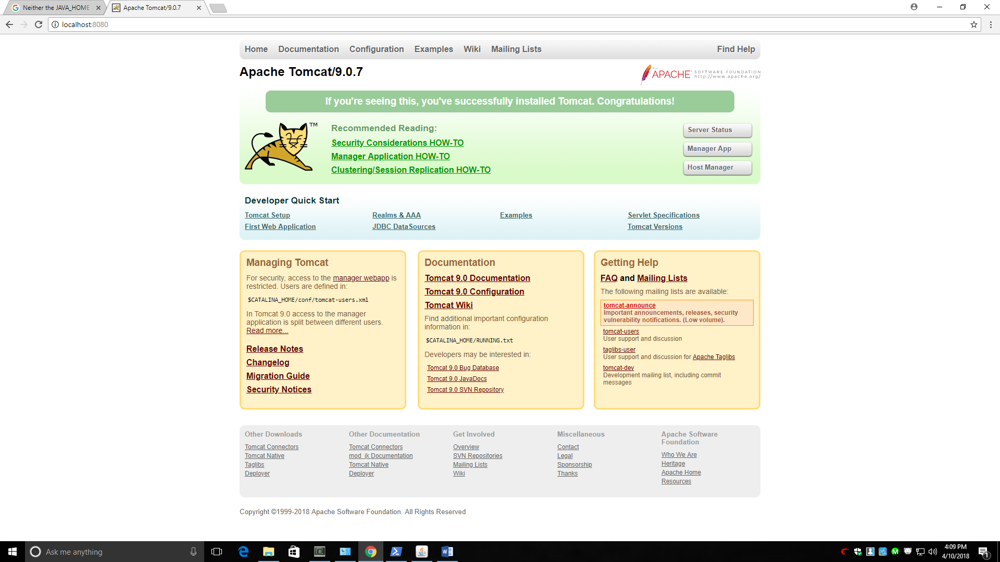 Neither the JAVA_HOME
Apache Tomcat/9.0.7
localhost:8080
Home Documentation Configuration Examples Wiki Mailing Lists Find Help
Apache Tomcat/9.0.7
THE APACHE SOFTWARE FOUNDATION
http://www.apache.org/
If you're seeing this, you've successfully installed Tomcat. Congratulations!
TM
Recommended Reading:
Security Considerations HOW-TO
Manager Application HOW-TO
Clustering/Session Replication HOW-TO
Server Status
Manager App
Host Manager
Developer Quick Start
Tomcat Setup
First Web Application
Realms & AAA
JDBC DataSources
Examples
Servlet Specifications
Tomcat Versions
Managing Tomcat
For security, access to the manager webapp is
restricted. Users are defined in:
$CATALINA_HOME/conf/tomcat-users.xml
In Tomcat 9.0 access to the manager
application is split between different users.
Read more...
Release Notes
Changelog
Migration Guide
Security Notices
Documentation
Tomcat 9.0 Documentation
Tomcat 9.0 Configuration
Tomcat Wiki
Find additional important configuration
information in:
$CATALINA_HOME/RUNNING.txt
Developers may be interested in:
Tomcat 9.0 Bug Database
Tomcat 9.0 JavaDocs
Tomcat 9.0 SVN Repository
Getting Help
FAQ and Mailing Lists
The following mailing lists are available:
tomcat-announce
Important announcements, releases, security
vulnerability notifications. (Low volume).
tomcat-users
User support and discussion
taglibs-user
User support and discussion for Apache Taglibs
tomcat-dev
Development mailing list, including commit
messages
Other Downloads
Tomcat Connectors
Tomcat Native
Taglibs
Deployer
Other Documentation
Tomcat Connectors
mod_jk Documentation
Tomcat Native
Deployer
Get Involved
Overview
SVN Repositories
Mailing Lists
Wiki
Miscellaneous
Contact
Legal
Sponsorship
Thanks
Apache Software
Foundation
Who We Are
Heritage
Apache Home
Resources
Copyright ©1999-2018 Apache Software Foundation. All Rights Reserved
Ask me anything
4:09 PM
4/10/2018
1